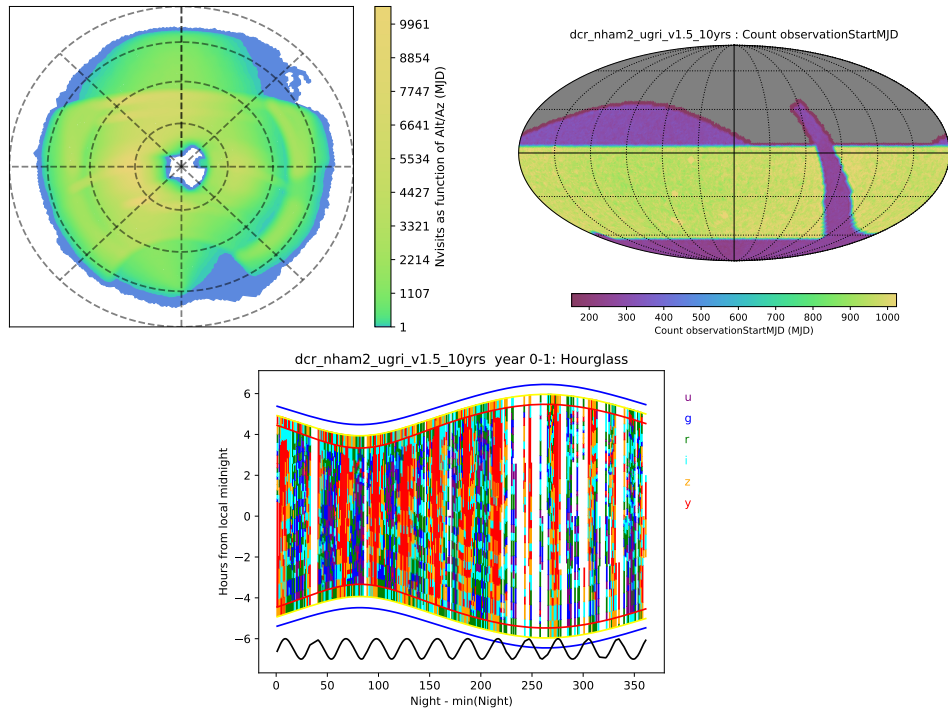 9961
8854
7747
6641
5534
4427
3321
2214
1107
1
Nvisits as function of Alt/Az (MJD)
dcr_nham2_ugri_v1.5_10yrs : Count observationStartMJD
200 300 400 500 600 700 800 900 1000
Count observationStartMJD (MJD)
dcr_nham2_ugri_v1.5_10yrs year 0-1: Hourglass
6
4
2
0
−2
−4
−6
Hours from local midnight
0 50 100 150 200 250 300 350
Night - min(Night)
u
g
r
i
z
y